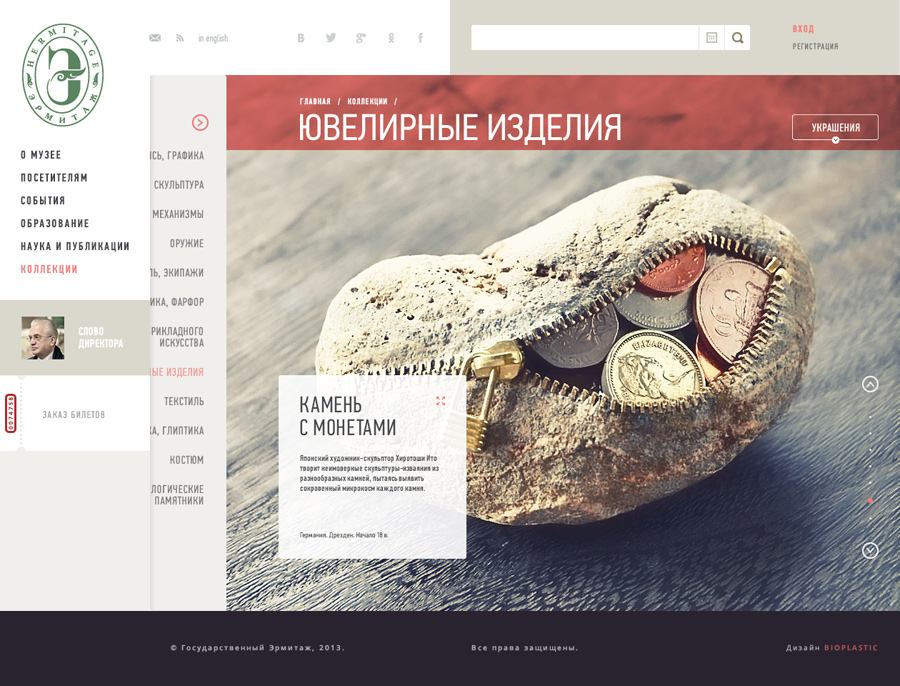 HERMITAGE
ЭРМИТАЖ
in english
ВХОД
РЕГИСТРАЦИЯ
О МУЗЕЕ
ПОСЕТИТЕЛЯМ
СОБЫТИЯ
ОБРАЗОВАНИЕ
НАУКА И ПУБЛИКАЦИИ
КОЛЛЕКЦИИ
СЛОВО
ДИРЕКТОРА
0074758
ЗАКАЗ БИЛЕТОВ
СЬ, ГРАФИКА
СКУЛЬПТУРА
МЕХАНИЗМЫ
ОРУЖИЕ
Ь, ЭКИПАЖИ
ИКА, ФАРФОР
РИКЛАДНОГО
ИСКУССТВА
ЫЕ ИЗДЕЛИЯ
ТЕКСТИЛЬ
КА, ГЛИПТИКА
КОСТЮМ
ЛОГИЧЕСКИЕ
ПАМЯТНИКИ
ГЛАВНАЯ / КОЛЛЕКЦИИ /
ЮВЕЛИРНЫЕ ИЗДЕЛИЯ
УКРАШЕНИЯ
КАМЕНЬ
С МОНЕТАМИ
Японский художник-скульптор Хиротоши Ито
творит неимоверные скульптуры-изваяния из
разнообразных камней, пытаясь выявить
сокровенный микрокосм каждого камня.
Германия. Дрезден. Начало 18 в.
© Государственный Эрмитаж, 2013.
Все права защищены.
Дизайн BIOPLASTIC